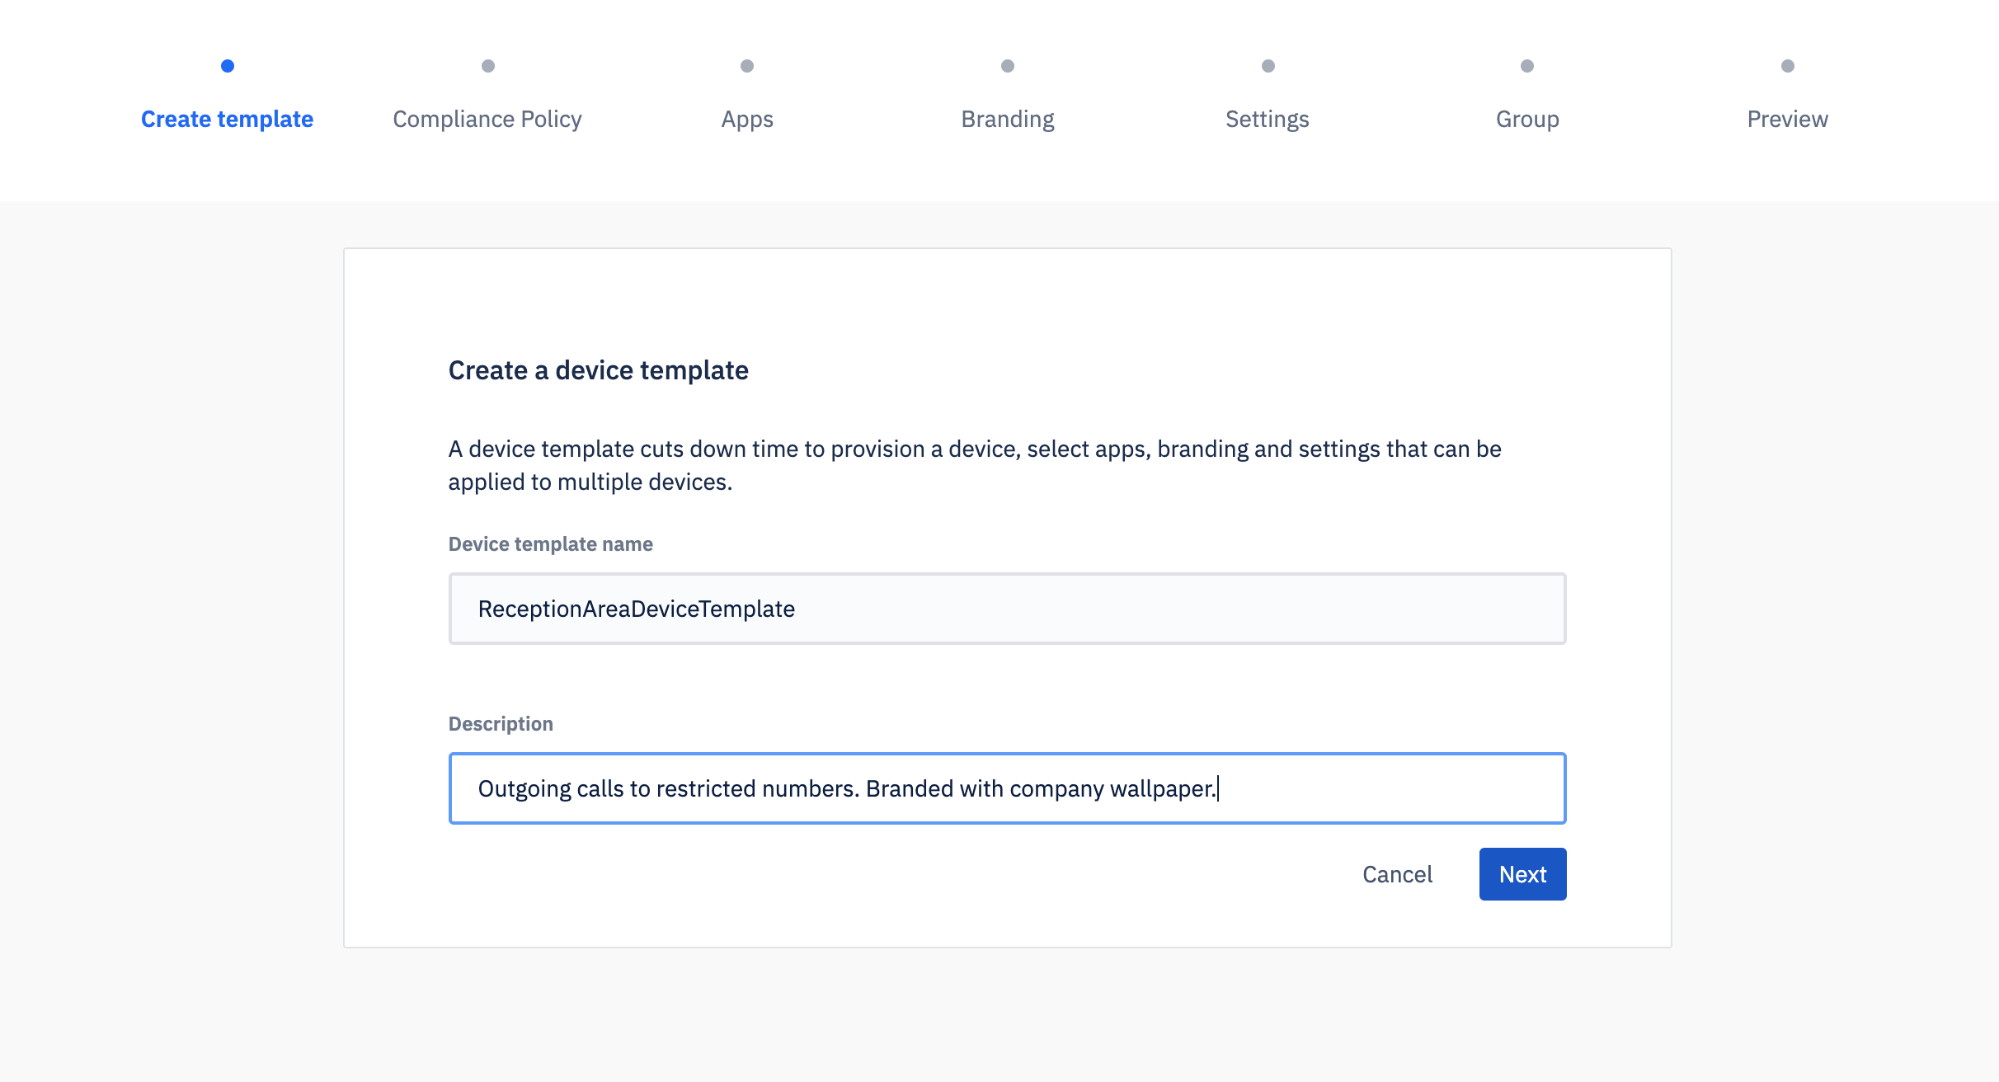 Create template
Compliance Policy
Apps
Branding
Settings
Group
Preview
Create a device template
A device template cuts down time to provision a device, select apps, branding and settings that can be
applied to multiple devices.
Device template name
ReceptionAreaDeviceTemplate
Description
Outgoing calls to restricted numbers. Branded with company wallpaper.
Cancel
Next